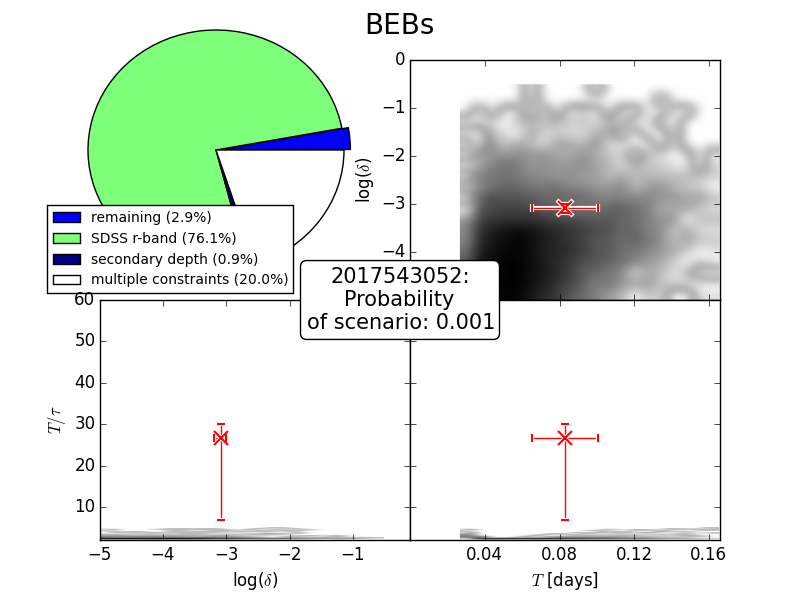 BEBs
remaining (2.9%)
SDSS r-band (76.1%)
secondary depth (0.9%)
multiple constraints (20.0%)
0
−1
−2
−3
−4
log(δ)
2017543052:
Probability
of scenario: 0.001
60
50
40
30
20
10
T/τ
−5 −4 −3 −2 −1
log(δ)
0.04 0.08 0.12 0.16
T [days]